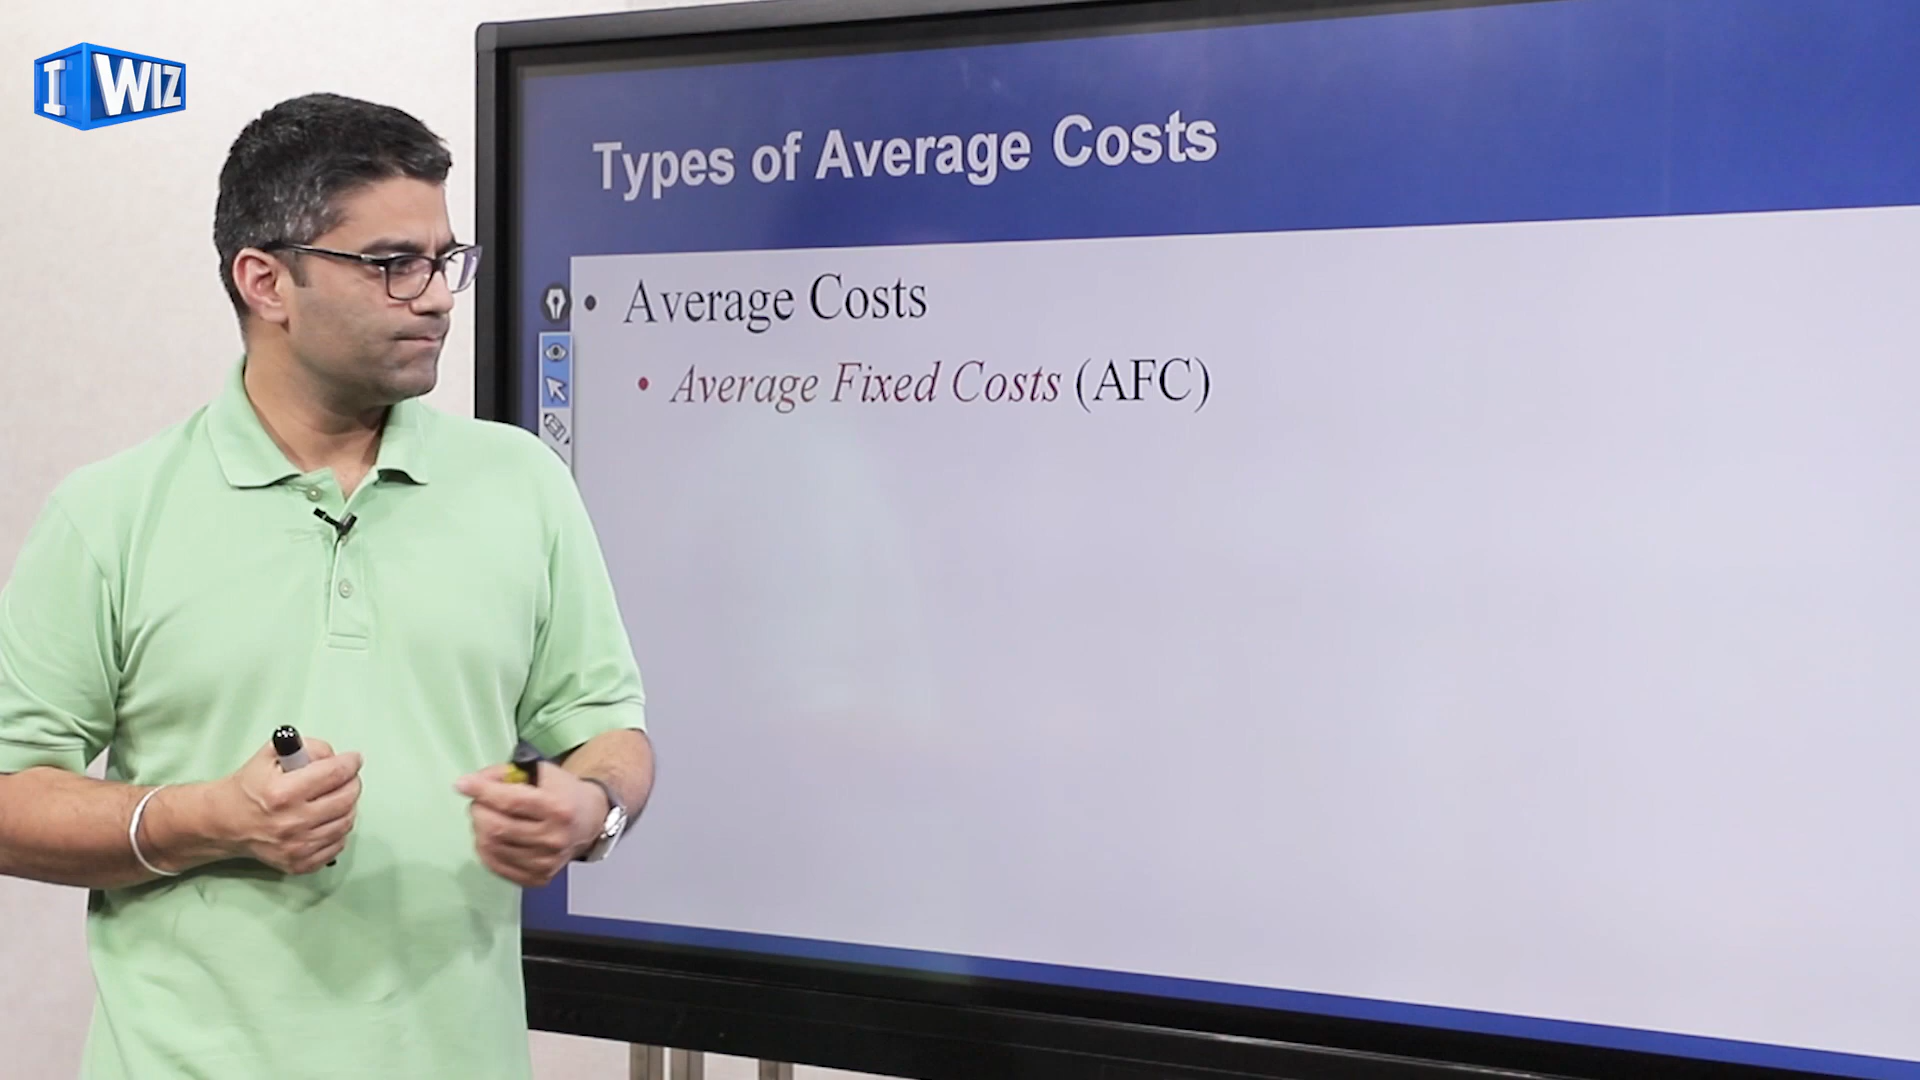 I WIZ
Types of Average Costs
• Average Costs
• Average Fixed Costs (AFC)